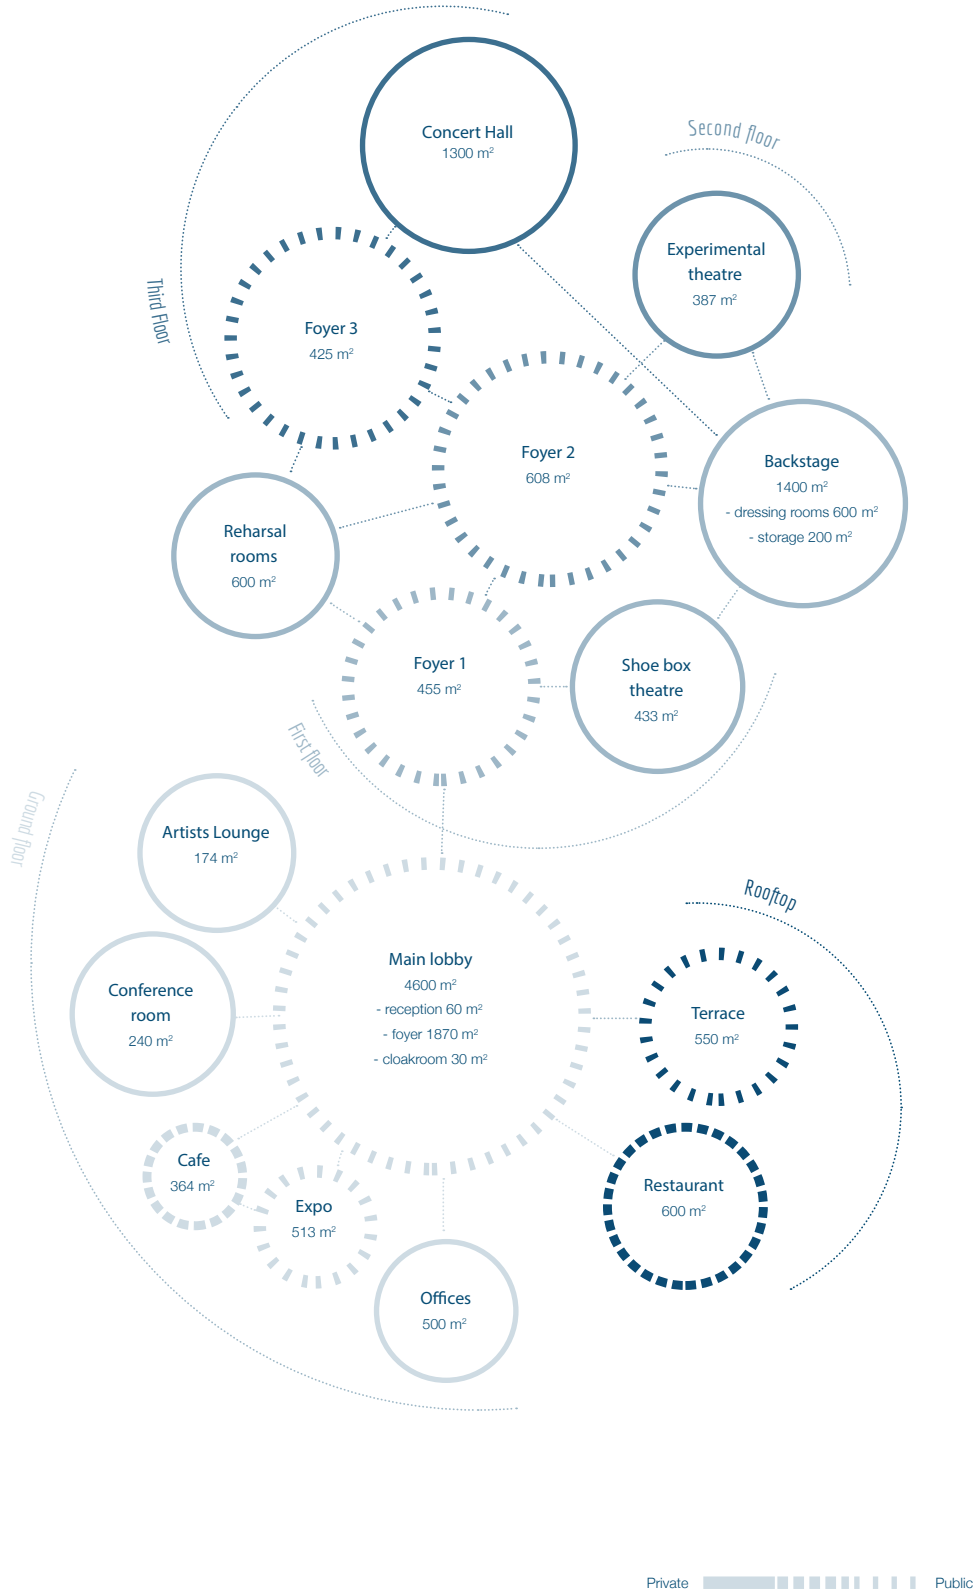 Concert Hall
1300 m²
Second floor
Experimental
theatre
387 m²
Third Floor
Foyer 3
425 m²
Foyer 2
608 m²
Backstage
1400 m²
- dressing rooms 600 m²
- storage 200 m²
Reharsal
rooms
600 m²
Foyer 1
455 m²
Shoe box
theatre
433 m²
First floor
Ground floor
Artists Lounge
174 m²
Rooftop
Main lobby
4600 m²
- reception 60 m²
- foyer 1870 m²
- cloakroom 30 m²
Conference
room
240 m²
Terrace
550 m²
Cafe
364 m²
Restaurant
600 m²
Expo
513 m²
Offices
500 m²
Private
Public